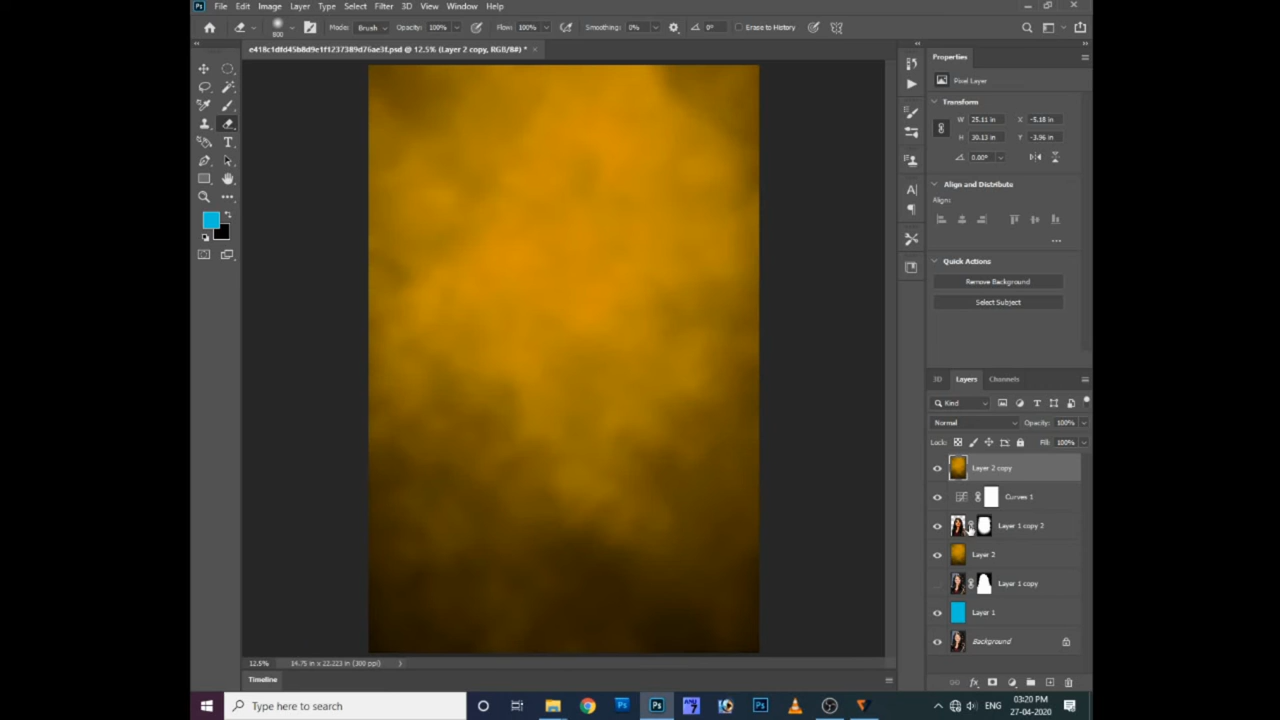 Ps File Edit Image Layer Type Select Filter 3D View Window Help
800 Mode: Brush Opacity: 100% Flow: 100% Smoothing: 0% 0° Erase to History
@ 12.5% (Layer 2 copy, RGB/8#) * ×
Properties
Pixel Layer
Transform
W 25.11 in X -5.18 in
H 30.13 in Y -3.96 in
0.00°
Align and Distribute
Align:
Quick Actions
Remove Background
Select Subject
3D Layers Channels
Kind
Normal Opacity: 100%
Lock: Fill: 100%
Layer 2 copy
Curves 1
Layer 1 copy 2
Layer 2
Layer 1 copy
Layer 1
Background
12.5% 14.75 in x 22.223 in (300 ppi)
Timeline
Type here to search
ENG
03:20 PM
27-04-2020